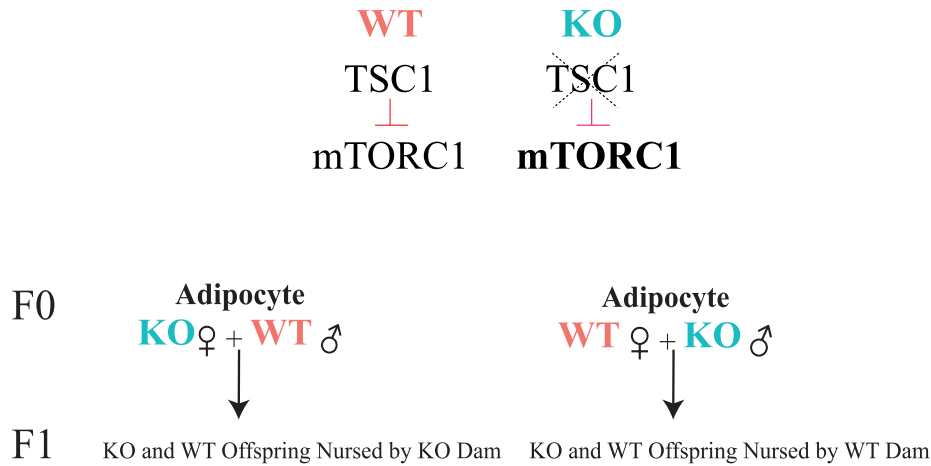 WT KO
TSC1 TSC1
mTORC1 mTORC1
F0 Adipocyte Adipocyte
KO♀ + WT ♂ WT ♀ + KO ♂
F1 KO and WT Offspring Nursed by KO Dam KO and WT Offspring Nursed by WT Dam